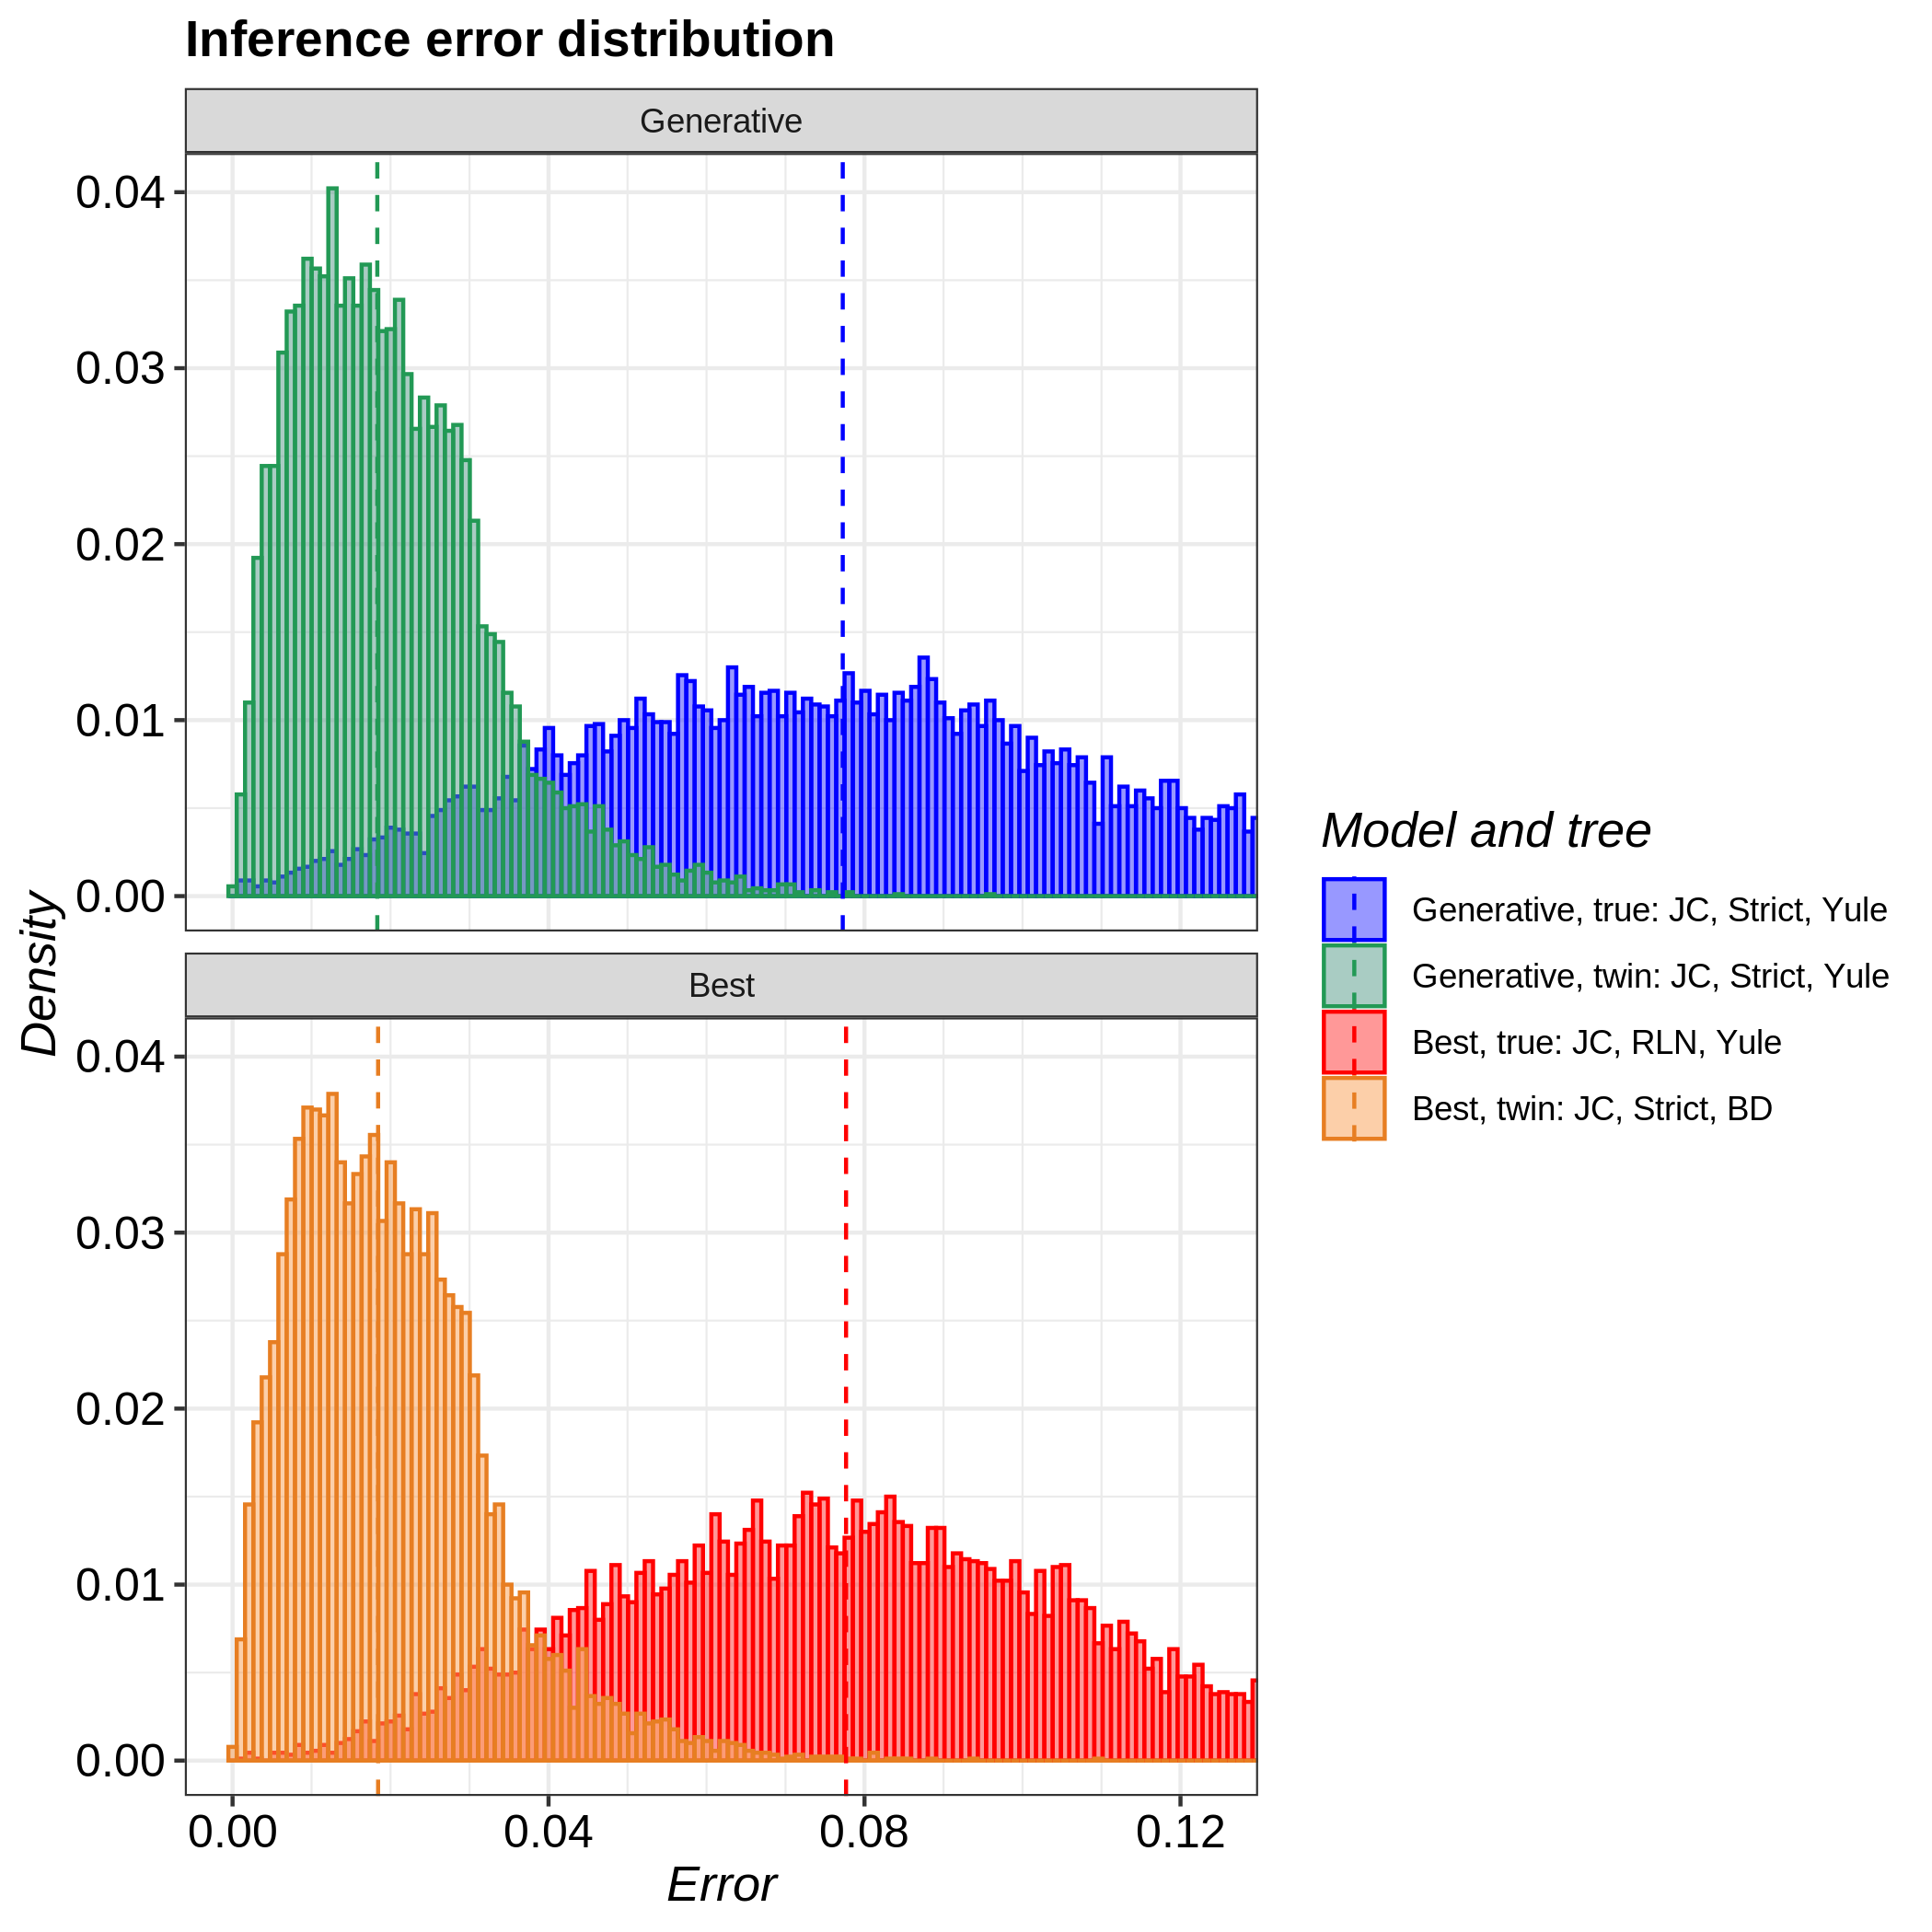 Inference error distribution
Generative
0.04
0.03
0.02
0.01
0.00
Best
0.04
0.03
0.02
0.01
0.00
0.00 0.04 0.08 0.12
Error
Density
Model and tree
Generative, true: JC, Strict, Yule
Generative, twin: JC, Strict, Yule
Best, true: JC, RLN, Yule
Best, twin: JC, Strict, BD